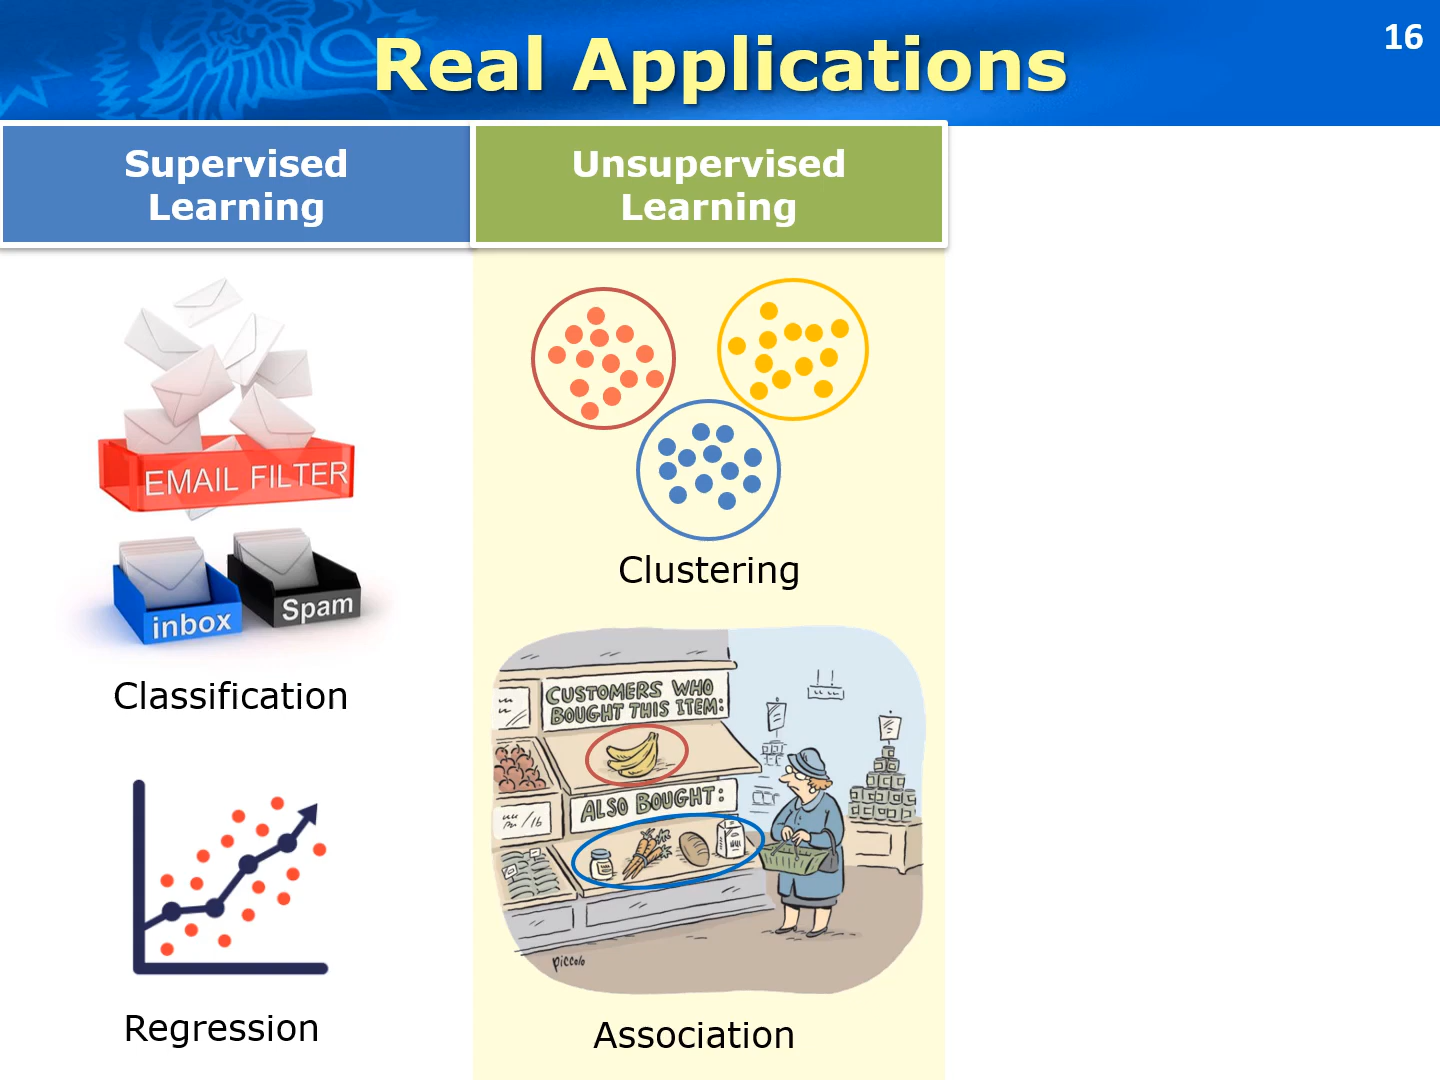 Real Applications
16
Supervised
Learning
Unsupervised
Learning
EMAIL FILTER
inbox
Spam
Classification
Regression
Clustering
CUSTOMERS WHO
BOUGHT THIS ITEM:
ALSO BOUGHT:
piccolo
Association